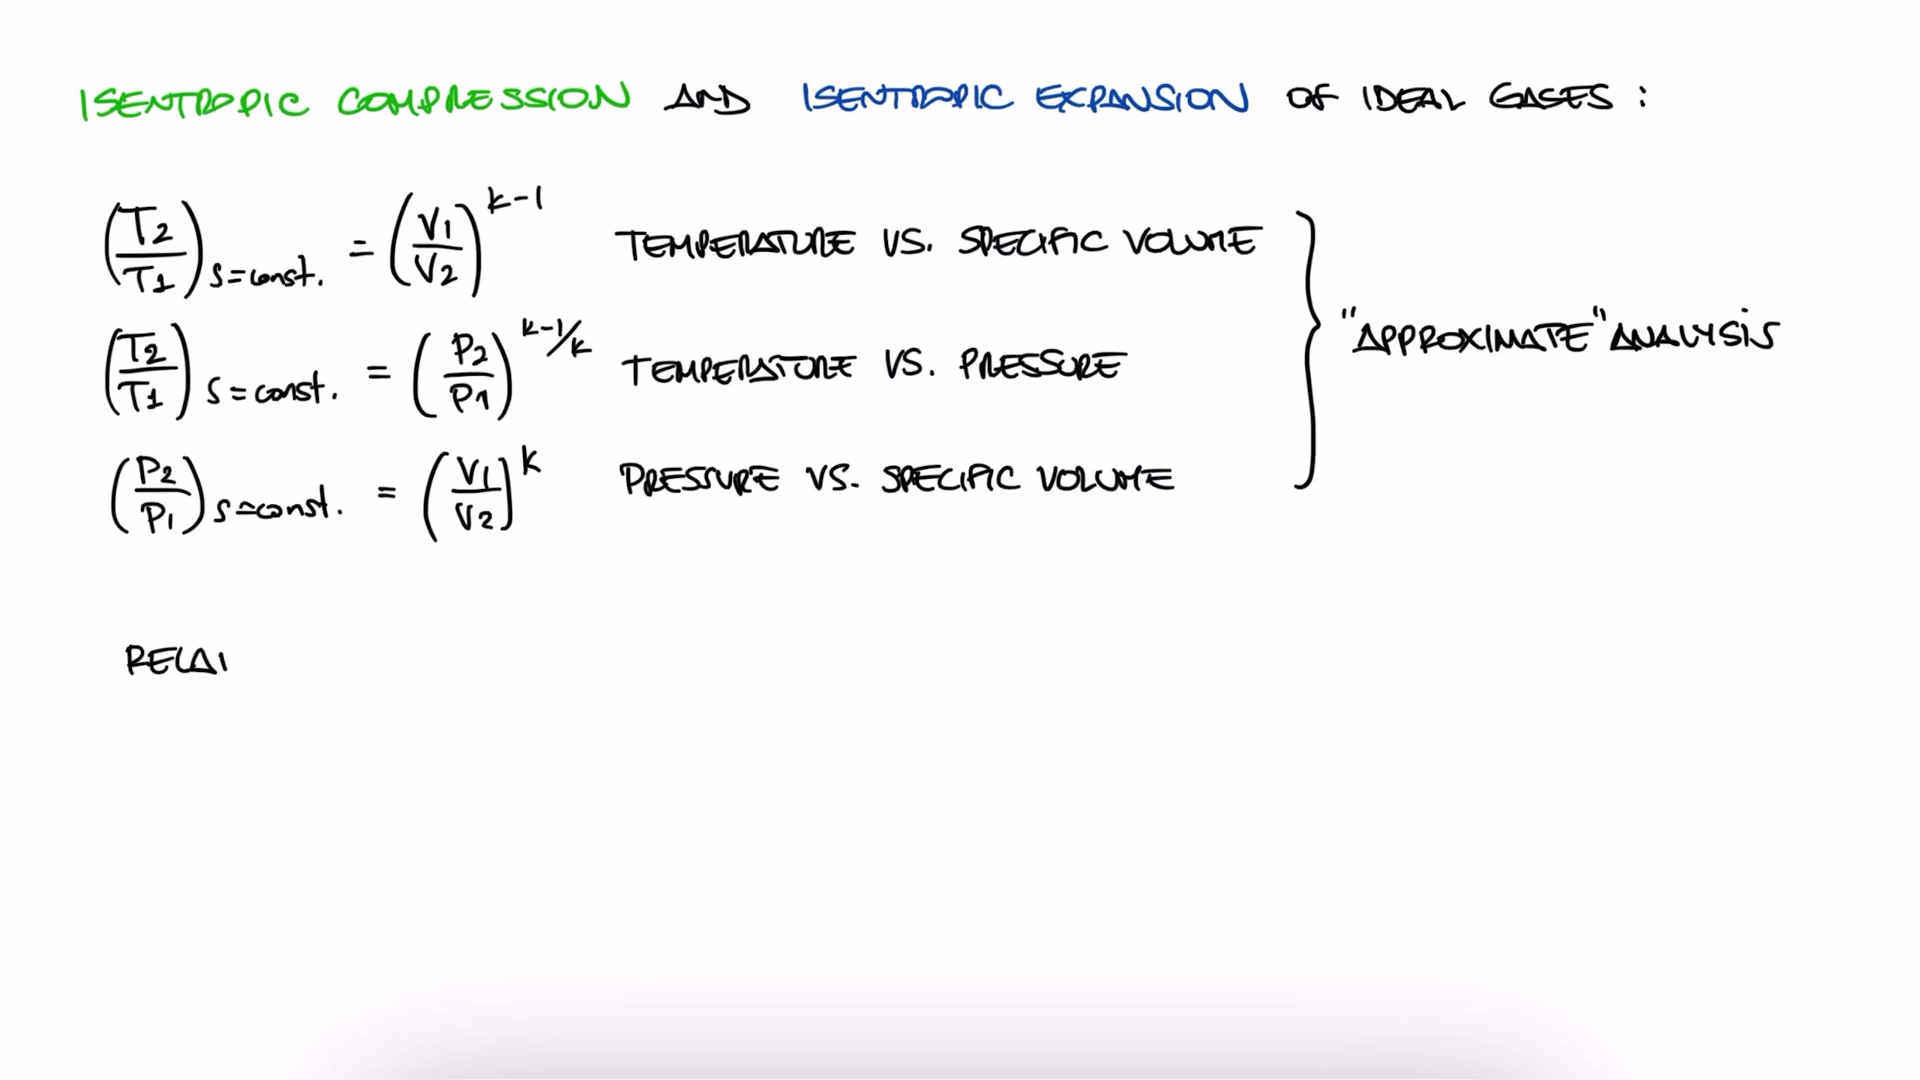 ISENTROPIC COMPRESSION AND ISENTROPIC EXPANSION OF IDEAL GASES :
(T2/T1) s=const. = (V1/V2)^k-1 TEMPERATURE VS. SPECIFIC VOLUME
"APPROXIMATE" ANALYSIS
(T2/T1) s=const. = (P2/P1)^k-1/k TEMPERATURE VS. PRESSURE
(P2/P1) s=const. = (V1/V2)^k PRESSURE VS. SPECIFIC VOLUME
RELA